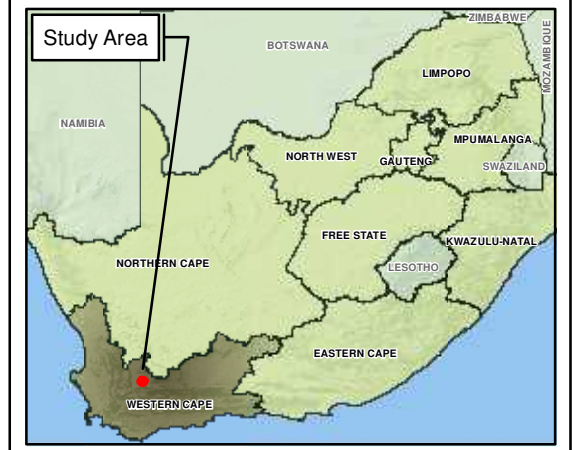 ZIMBABWE
Study Area
BOTSWANA
MOZAMBIQUE
LIMPOPO
NAMIBIA
MPUMALANGA
NORTH WEST
GAUTENG
SWAZILAND
FREE STATE
KWAZULU-NATAL
NORTHERN CAPE
LESOTHO
EASTERN CAPE
WESTERN CAPE